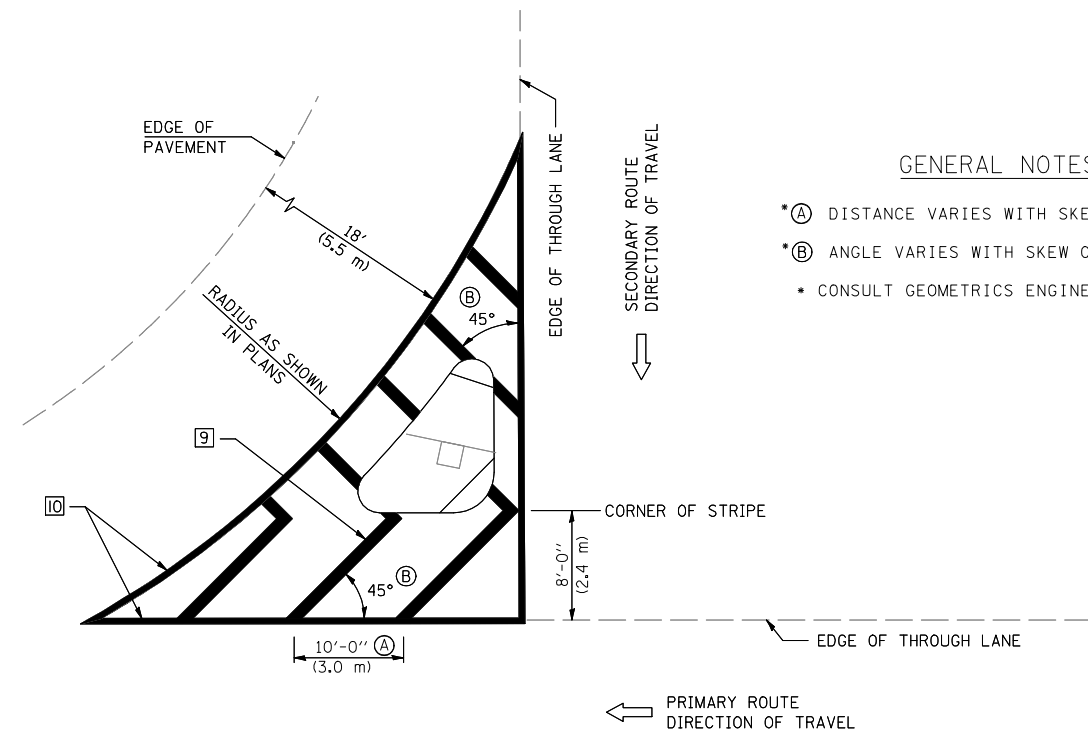 EDGE OF
PAVEMENT
18'
(5.5 m)
RADIUS AS SHOWN
IN PLANS
EDGE OF THROUGH LANE
SECONDARY ROUTE
DIRECTION OF TRAVEL
GENERAL NOTES
*Ⓐ DISTANCE VARIES WITH SKE
*Ⓑ ANGLE VARIES WITH SKEW O
* CONSULT GEOMETRICS ENGINE
Ⓑ
45°
9
10
CORNER OF STRIPE
8'-0"
(2.4 m)
45° Ⓑ
10'-0" Ⓐ
(3.0 m)
EDGE OF THROUGH LANE
PRIMARY ROUTE
DIRECTION OF TRAVEL